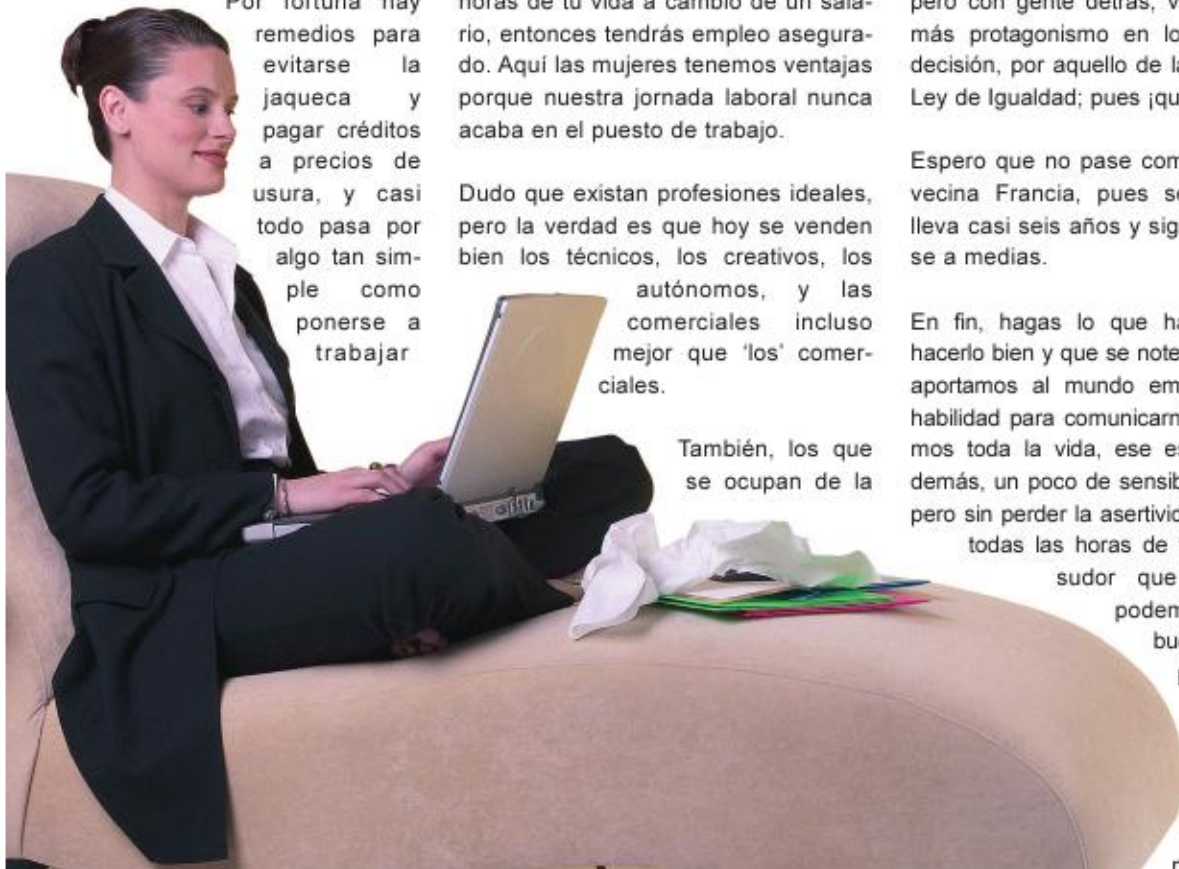 Por fortuna hay
remedios para
evitarse la
jaqueca y
pagar créditos
a precios de
usura, y casi
todo pasa por
algo tan sim-
ple como
ponerse a
trabajar
horas de tu vida a cambio de un sala-
rio, entonces tendrás empleo asegura-
do. Aquí las mujeres tenemos ventajas
porque nuestra jornada laboral nunca
acaba en el puesto de trabajo.
Dudo que existan profesiones ideales,
pero la verdad es que hoy se venden
bien los técnicos, los creativos, los
autónomos, y las
comerciales incluso
mejor que ‘los’ comer-
ciales.
También, los que
se ocupan de la
pero con gente detrás,
más protagonismo en
decisión, por aquello de
Ley de Igualdad; pues
Espero que no pase
vecina Francia, pues
lleva casi seis años y
se a medias.
En fin, hagas lo que
hacerlo bien y que se note
aportamos al mundo
habilidad para
mos toda la vida, ese
demás, un poco de
pero sin perder la
todas las horas de
sudor que